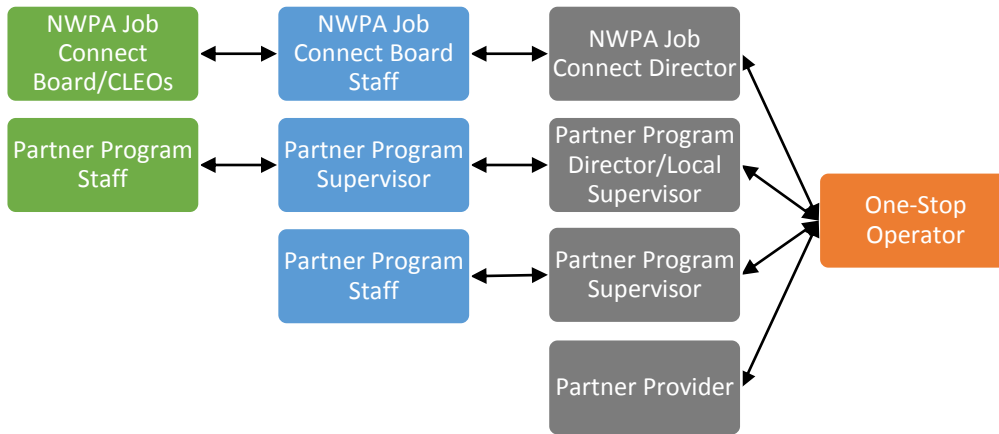 NWPA Job
Connect
Board/CLEOs
NWPA Job
Connect Board
Staff
NWPA Job
Connect Director
Partner Program
Staff
Partner Program
Supervisor
Partner Program
Director/Local
Supervisor
One-Stop
Operator
Partner Program
Staff
Partner Program
Supervisor
Partner Provider